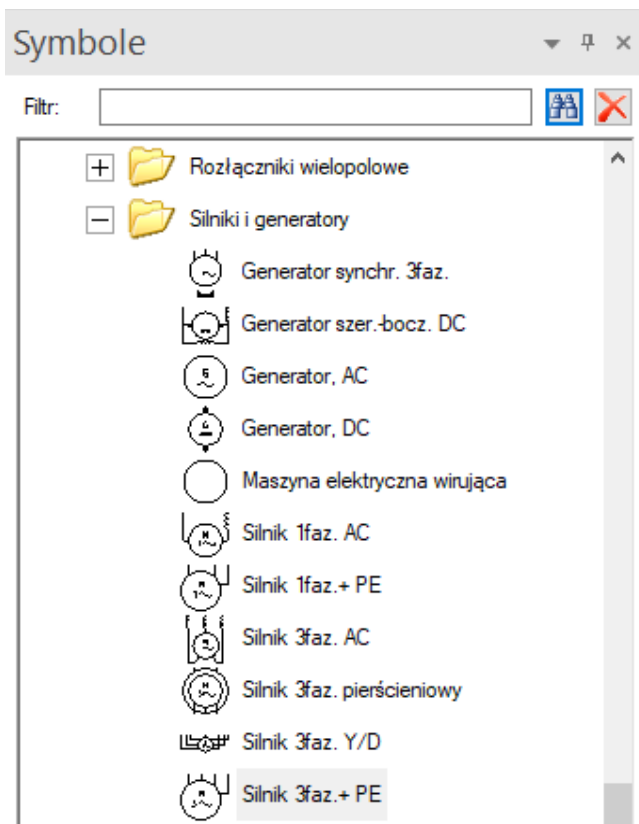 Symbole
Filtr:
Rozłączniki wielopolowe
Silniki i generatory
Generator synchr. 3faz.
Generator szer.-bocz. DC
Generator, AC
Generator, DC
Maszyna elektryczna wirująca
Silnik 1faz. AC
Silnik 1faz.+ PE
Silnik 3faz. AC
Silnik 3faz. pierścieniowy
Silnik 3faz. Y/D
Silnik 3faz.+ PE